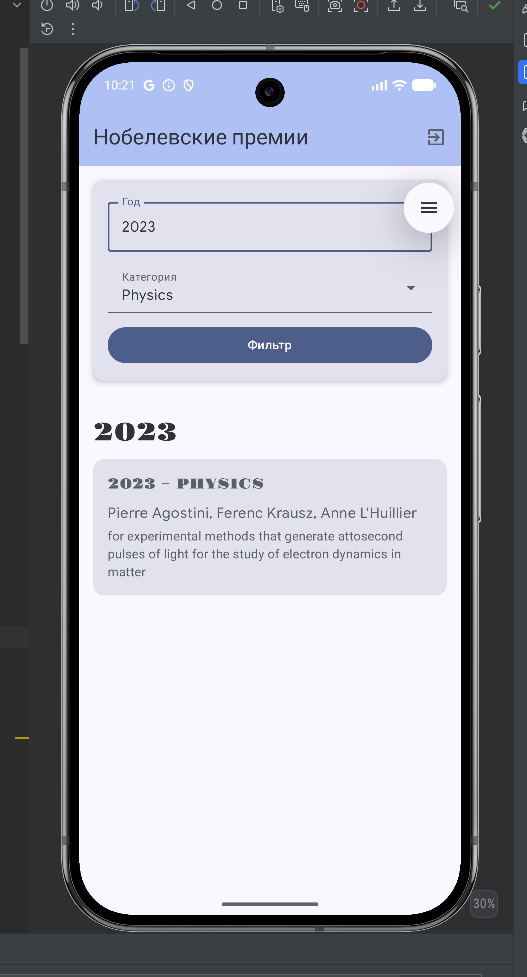 10:21
Нобелевские премии
Год
2023
Категория
Physics
Фильтр
2023
2023 – PHYSICS
Pierre Agostini, Ferenc Krausz, Anne L'Huillier
for experimental methods that generate attosecond
pulses of light for the study of electron dynamics in
matter
30%